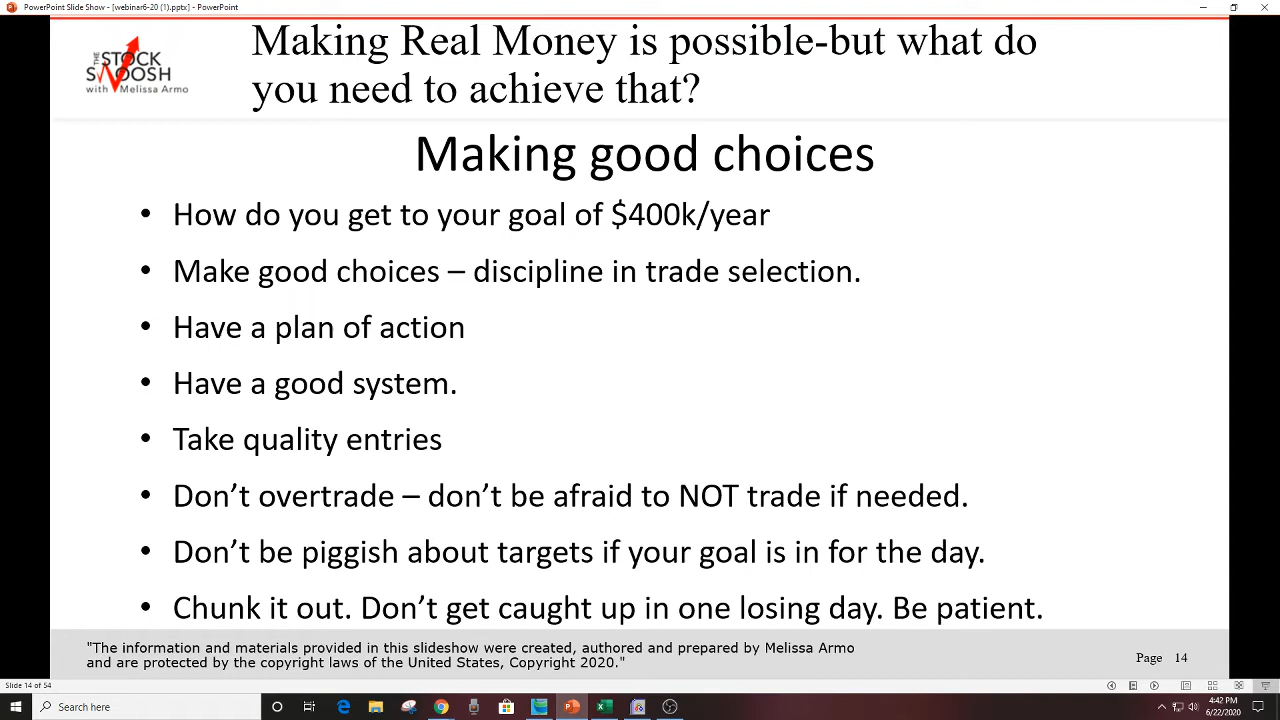 PowerPoint Slide Show - [webinar6-20 (1).pptx] - PowerPoint
THE
STOCK
SWOOSH
with Melissa Armo
Making Real Money is possible-but what do
you need to achieve that?
Making good choices
• How do you get to your goal of $400k/year
• Make good choices – discipline in trade selection.
• Have a plan of action
• Have a good system.
• Take quality entries
• Don’t overtrade – don’t be afraid to NOT trade if needed.
• Don’t be piggish about targets if your goal is in for the day.
• Chunk it out. Don’t get caught up in one losing day. Be patient.
"The information and materials provided in this slideshow were created, authored and prepared by Melissa Armo
and are protected by the copyright laws of the United States, Copyright 2020."
Page 14
Slide 14 of 54
Search here
4:42 PM
6/22/2020